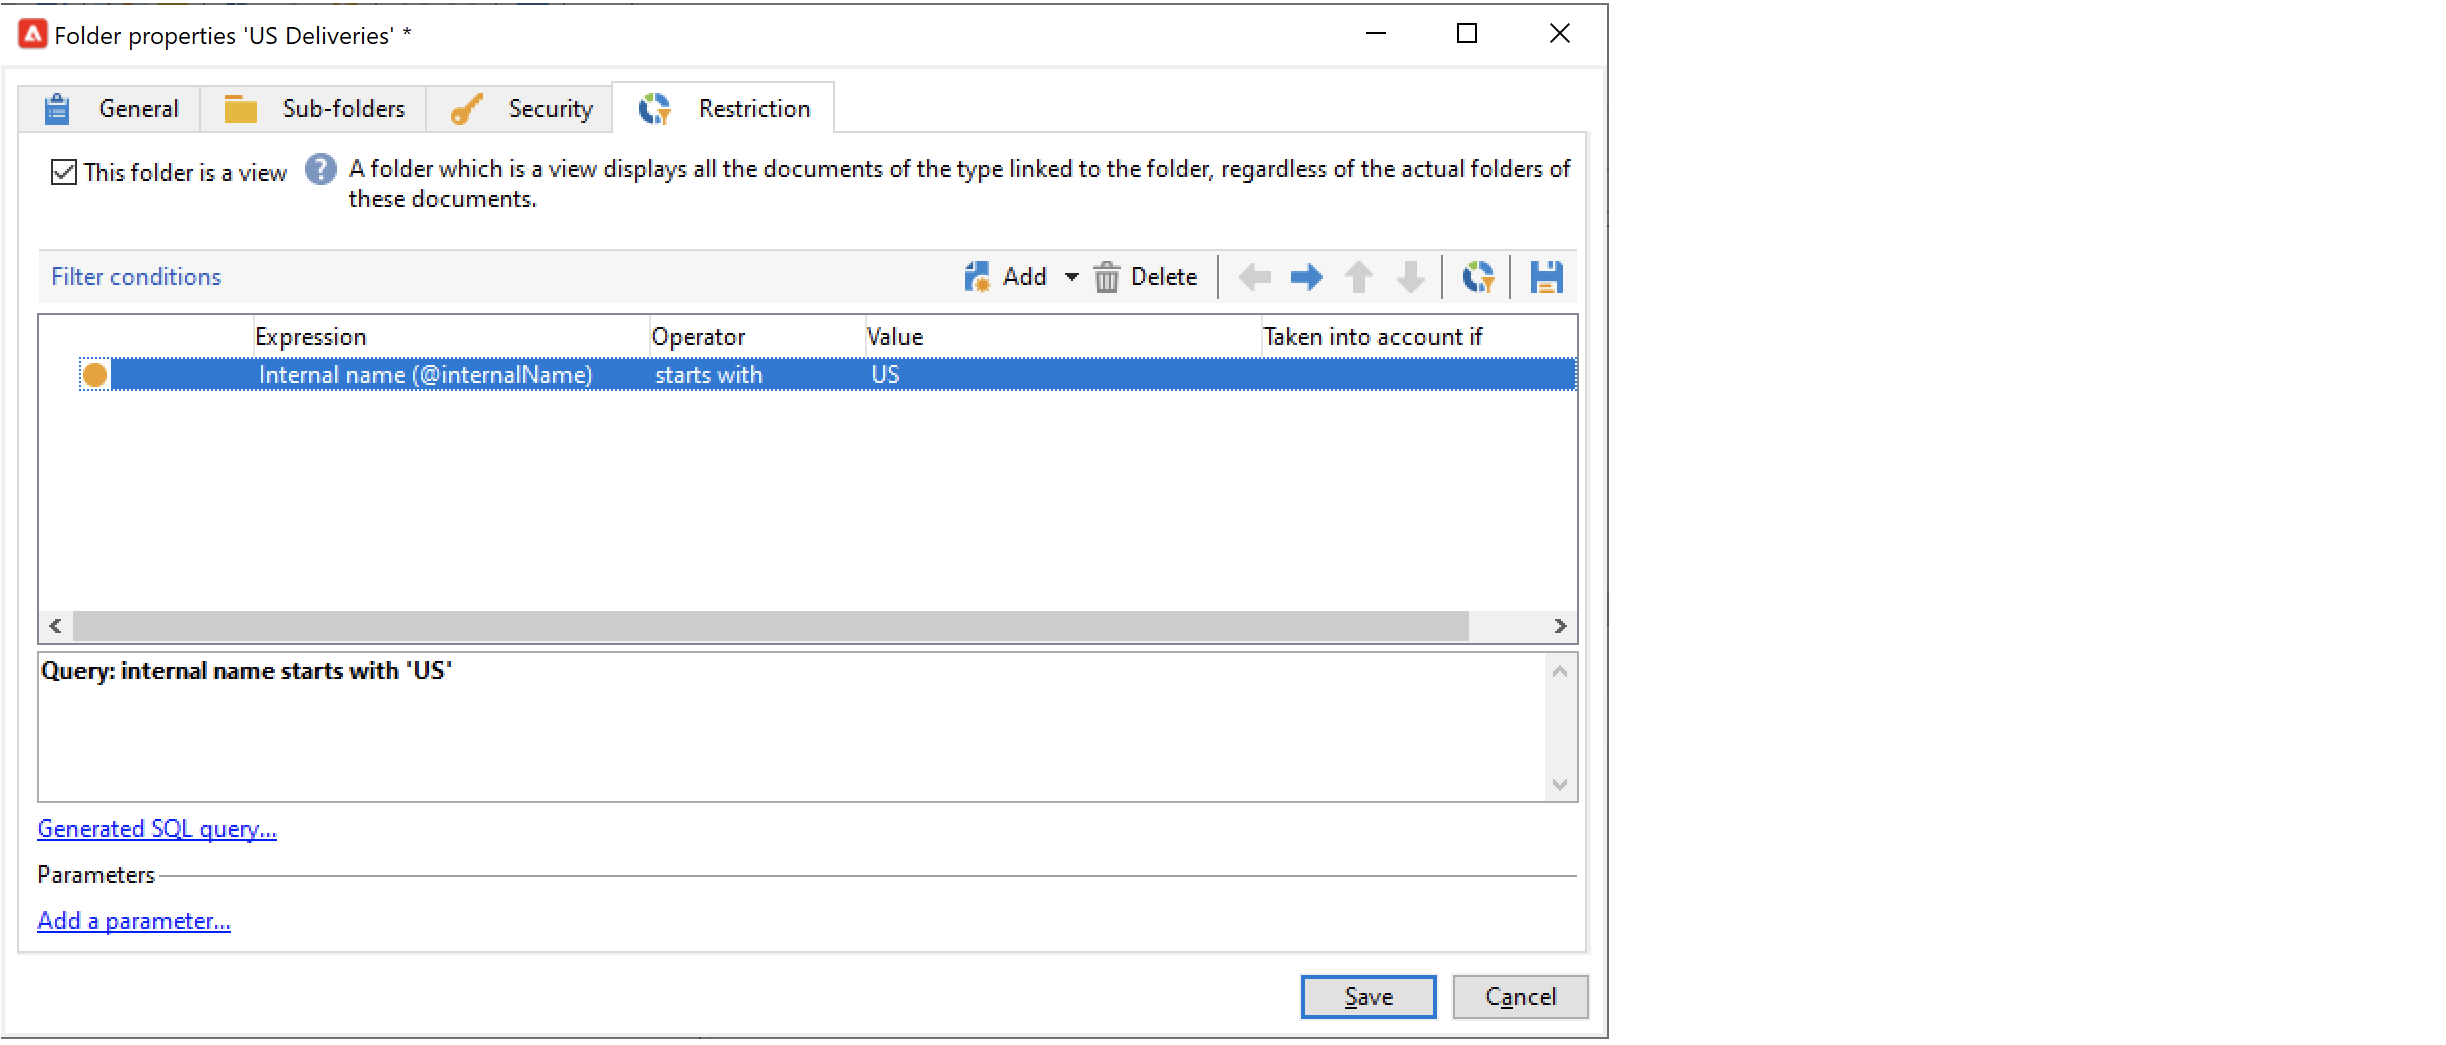 Folder properties 'US Deliveries' *
General
Sub-folders
Security
Restriction
This folder is a view
?
A folder which is a view displays all the documents of the type linked to the folder, regardless of the actual folders of
these documents.
Filter conditions
Add
Delete
Expression
Operator
Value
Taken into account if
Internal name (@internalName)
starts with
US
Query: internal name starts with 'US'
Generated SQL query...
Parameters
Add a parameter...
Save
Cancel